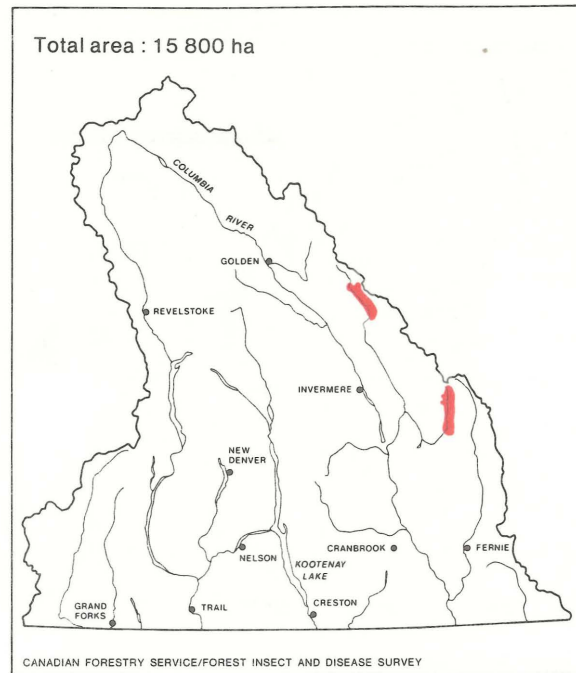 Total area : 15 800 ha
COLUMBIA
RIVER
GOLDEN
REVELSTOKE
INVERMERE
NEW
DENVER
NELSON
CRANBROOK
FERNIE
KOOTENAY
LAKE
GRAND
FORKS
TRAIL
CRESTON
CANADIAN FORESTRY SERVICE/FOREST INSECT AND DISEASE SURVEY